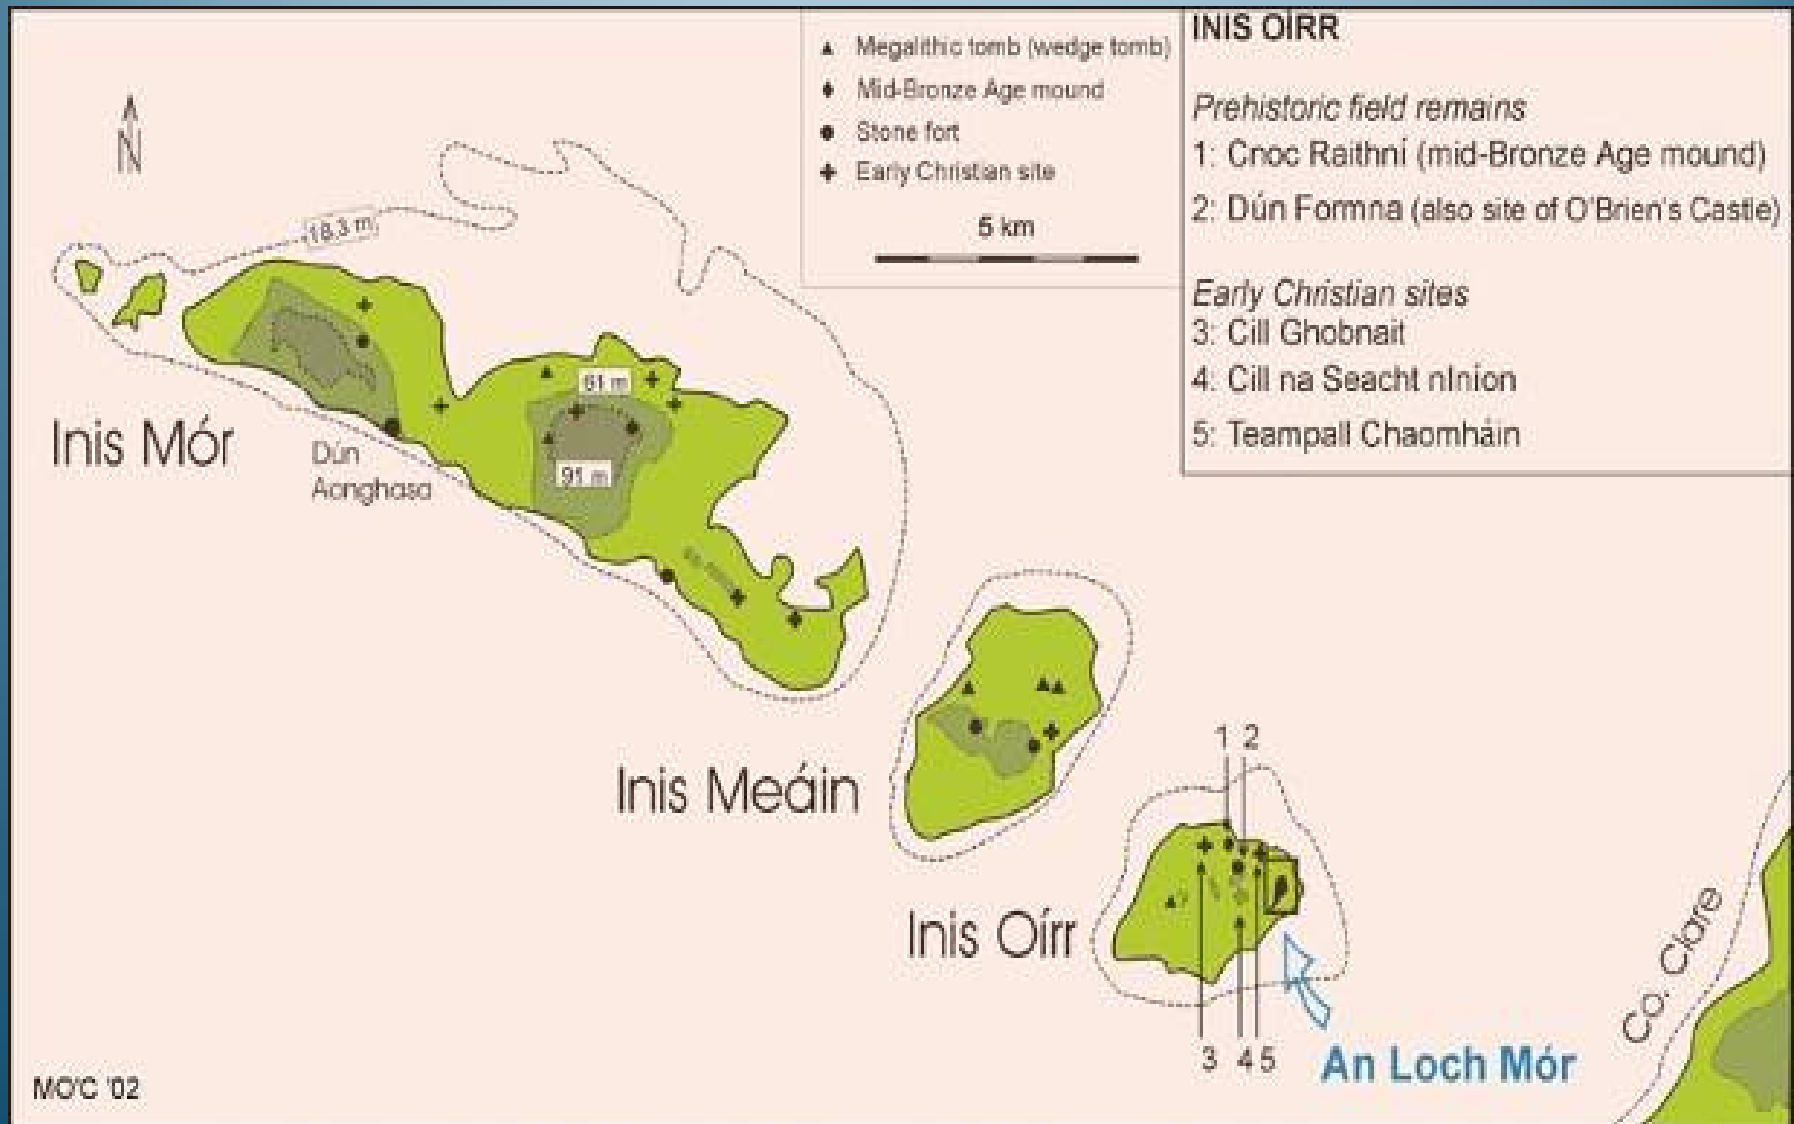 N
18.3 m
Megalithic tomb (wedge tomb)
Mid-Bronze Age mound
Stone fort
Early Christian site
5 km
INIS OÍRR
Prehistoric field remains
1: Cnoc Raithní (mid-Bronze Age mound)
2: Dún Formna (also site of O'Brien's Castle)
Early Christian sites
3: Cill Ghobnait
4: Cill na Seacht nIníon
5: Teampall Chaomháin
61 m
91 m
Inis Mór
Dún
Aonghasa
Inis Meáin
1 2
Inis Oírr
3 4 5
An Loch Mór
Co. Clare
MO'C '02